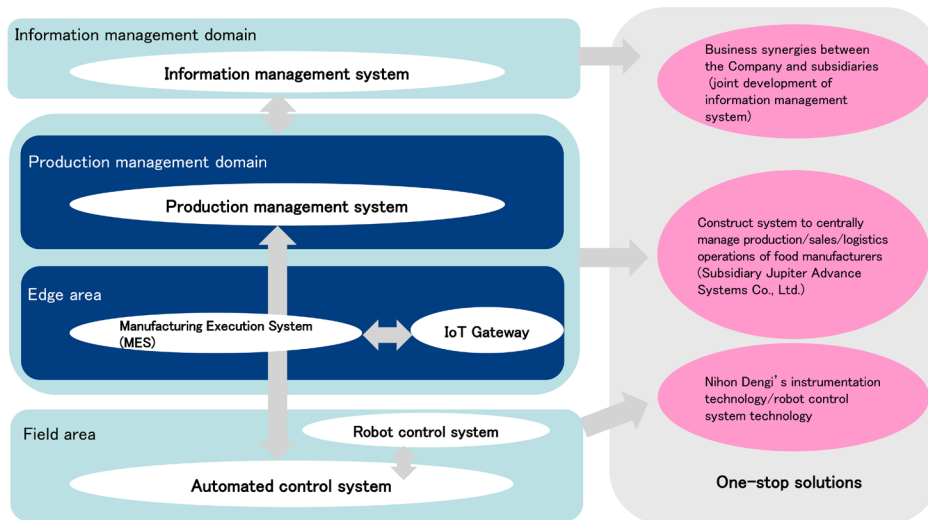 Information management domain
Information management system
Production management domain
Production management system
Edge area
Manufacturing Execution System
(MES)
IoT Gateway
Field area
Robot control system
Automated control system
Business synergies between
the Company and subsidiaries
(joint development of
information management
system)
Construct system to centrally
manage production/sales/logistics
operations of food manufacturers
(Subsidiary Jupiter Advance
Systems Co., Ltd.)
Nihon Dengi's instrumentation
technology/robot control
system technology
One-stop solutions